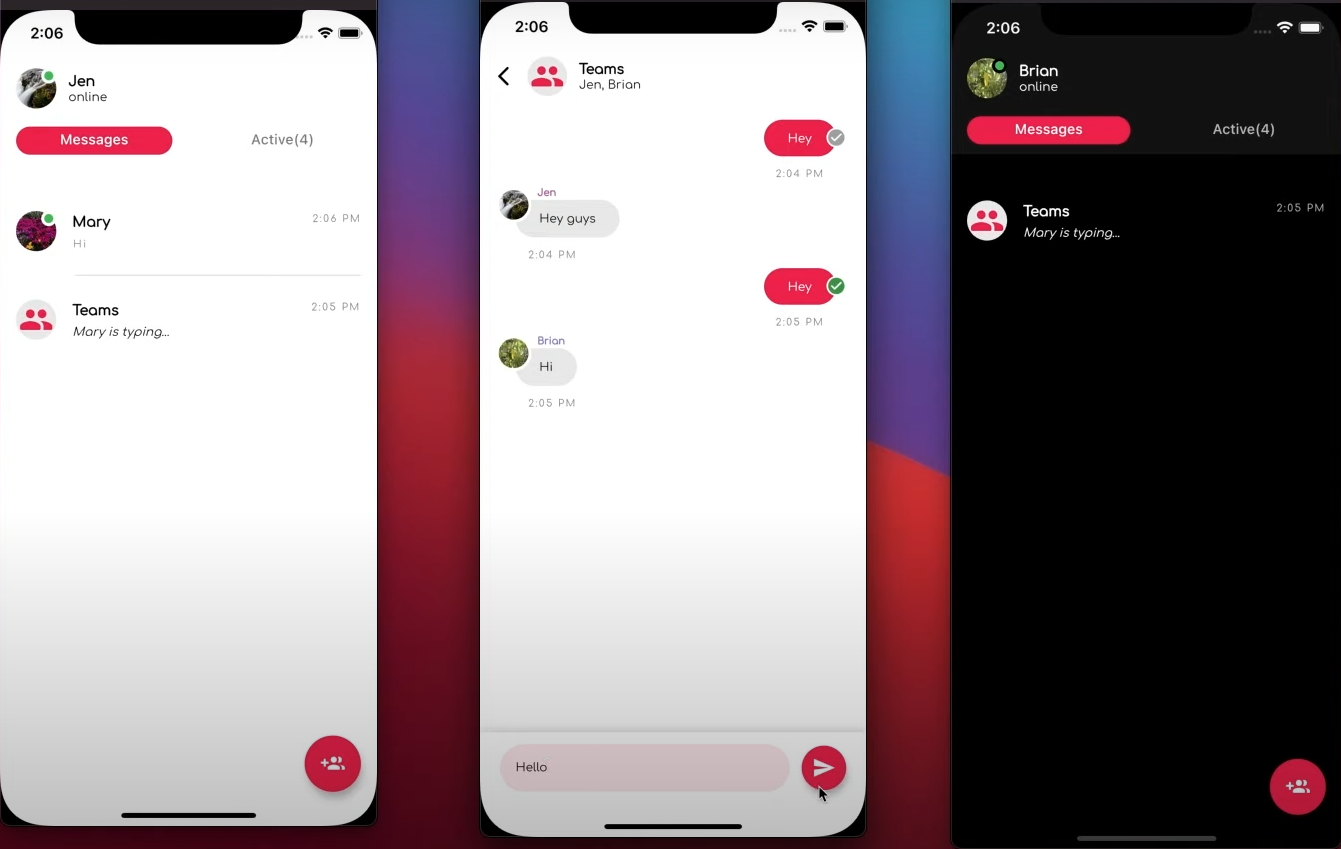 2:06
Jen
online
Messages
Active(4)
Mary
2:06 PM
Hi
Teams
2:05 PM
Mary is typing...
2:06
Teams
Jen, Brian
Hey
2:04 PM
Jen
Hey guys
2:04 PM
Hey
2:05 PM
Brian
Hi
2:05 PM
Hello
2:06
Brian
online
Messages
Active(4)
Teams
2:05 PM
Mary is typing...